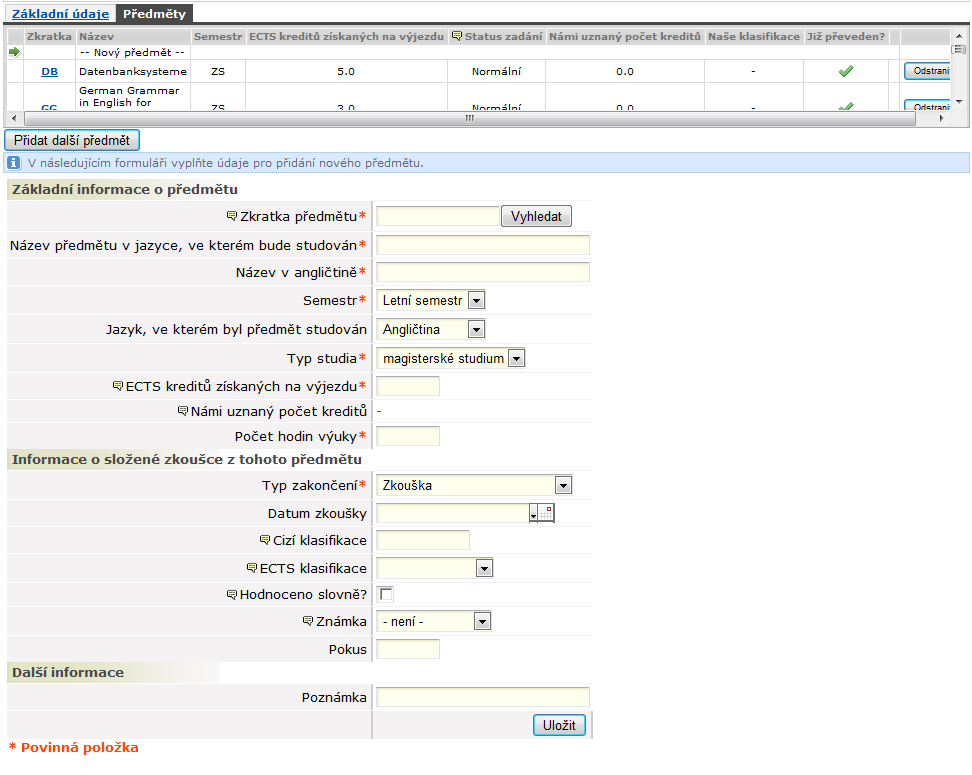 Základní údaje Předměty
Zkratka Název Semestr ECTS kreditů získaných na výjezdu Status zadání Námi uznaný počet kreditů Naše klasifikace Již převeden?
-- Nový předmět --
DB Datenbanksysteme ZS 5.0 Normální 0.0 - Odstrani
German Grammar
in English for
GG ZS 3.0 Normální 0.0 - Odstrani
Přidat další předmět
V následujícím formuláři vyplňte údaje pro přidání nového předmětu.
Základní informace o předmětu
Zkratka předmětu* Vyhledat
Název předmětu v jazyce, ve kterém bude studován*
Název v angličtině*
Semestr* Letní semestr
Jazyk, ve kterém byl předmět studován Angličtina
Typ studia* magisterské studium
ECTS kreditů získaných na výjezdu*
Námi uznaný počet kreditů -
Počet hodin výuky*
Informace o složené zkoušce z tohoto předmětu
Typ zakončení* Zkouška
Datum zkoušky
Cizí klasifikace
ECTS klasifikace
Hodnoceno slovně?
Známka - není -
Pokus
Další informace
Poznámka
Uložit
* Povinná položka